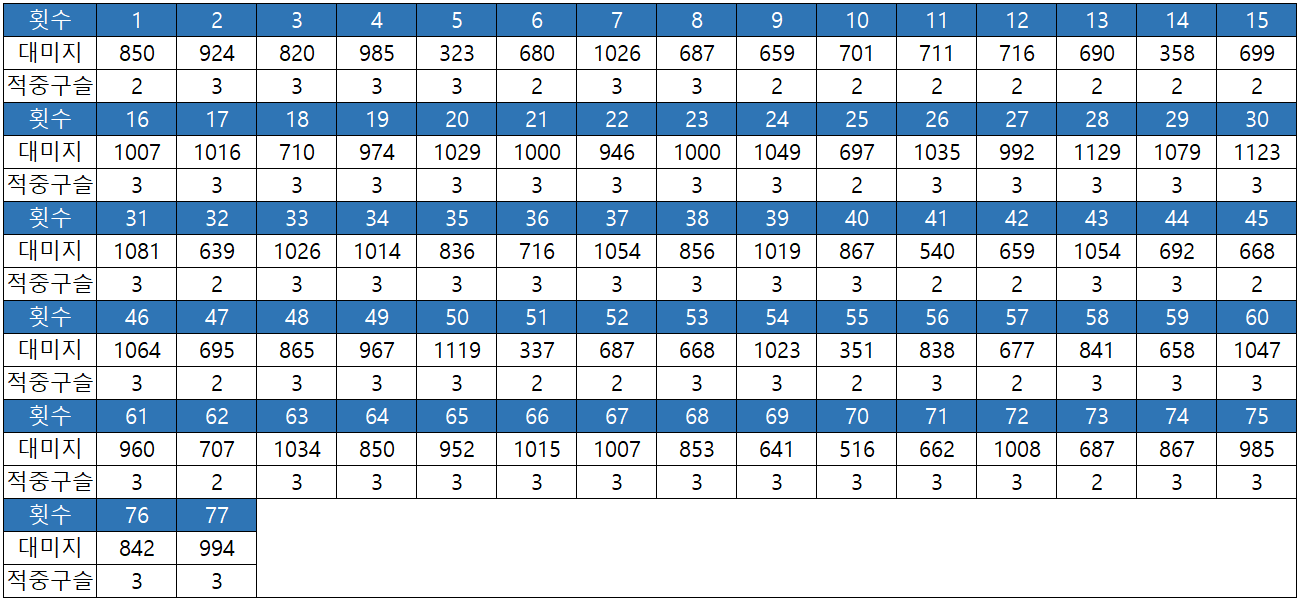 횟수 1 2 3 4 5 6 7 8 9 10 11 12 13 14 15
대미지 850 924 820 985 323 680 1026 687 659 701 711 716 690 358 699
적중구슬 2 3 3 3 3 2 3 3 2 2 2 2 2 2 2
횟수 16 17 18 19 20 21 22 23 24 25 26 27 28 29 30
대미지 1007 1016 710 974 1029 1000 946 1000 1049 697 1035 992 1129 1079 1123
적중구슬 3 3 3 3 3 3 3 3 3 2 3 3 3 3 3
횟수 31 32 33 34 35 36 37 38 39 40 41 42 43 44 45
대미지 1081 639 1026 1014 836 716 1054 856 1019 867 540 659 1054 692 668
적중구슬 3 2 3 3 3 3 3 3 3 3 2 2 3 3 2
횟수 46 47 48 49 50 51 52 53 54 55 56 57 58 59 60
대미지 1064 695 865 967 1119 337 687 668 1023 351 838 677 841 658 1047
적중구슬 3 2 3 3 3 2 2 3 3 2 3 2 3 3 3
횟수 61 62 63 64 65 66 67 68 69 70 71 72 73 74 75
대미지 960 707 1034 850 952 1015 1007 853 641 516 662 1008 687 867 985
적중구슬 3 2 3 3 3 3 3 3 3 3 3 3 2 3 3
횟수 76 77
대미지 842 994
적중구슬 3 3